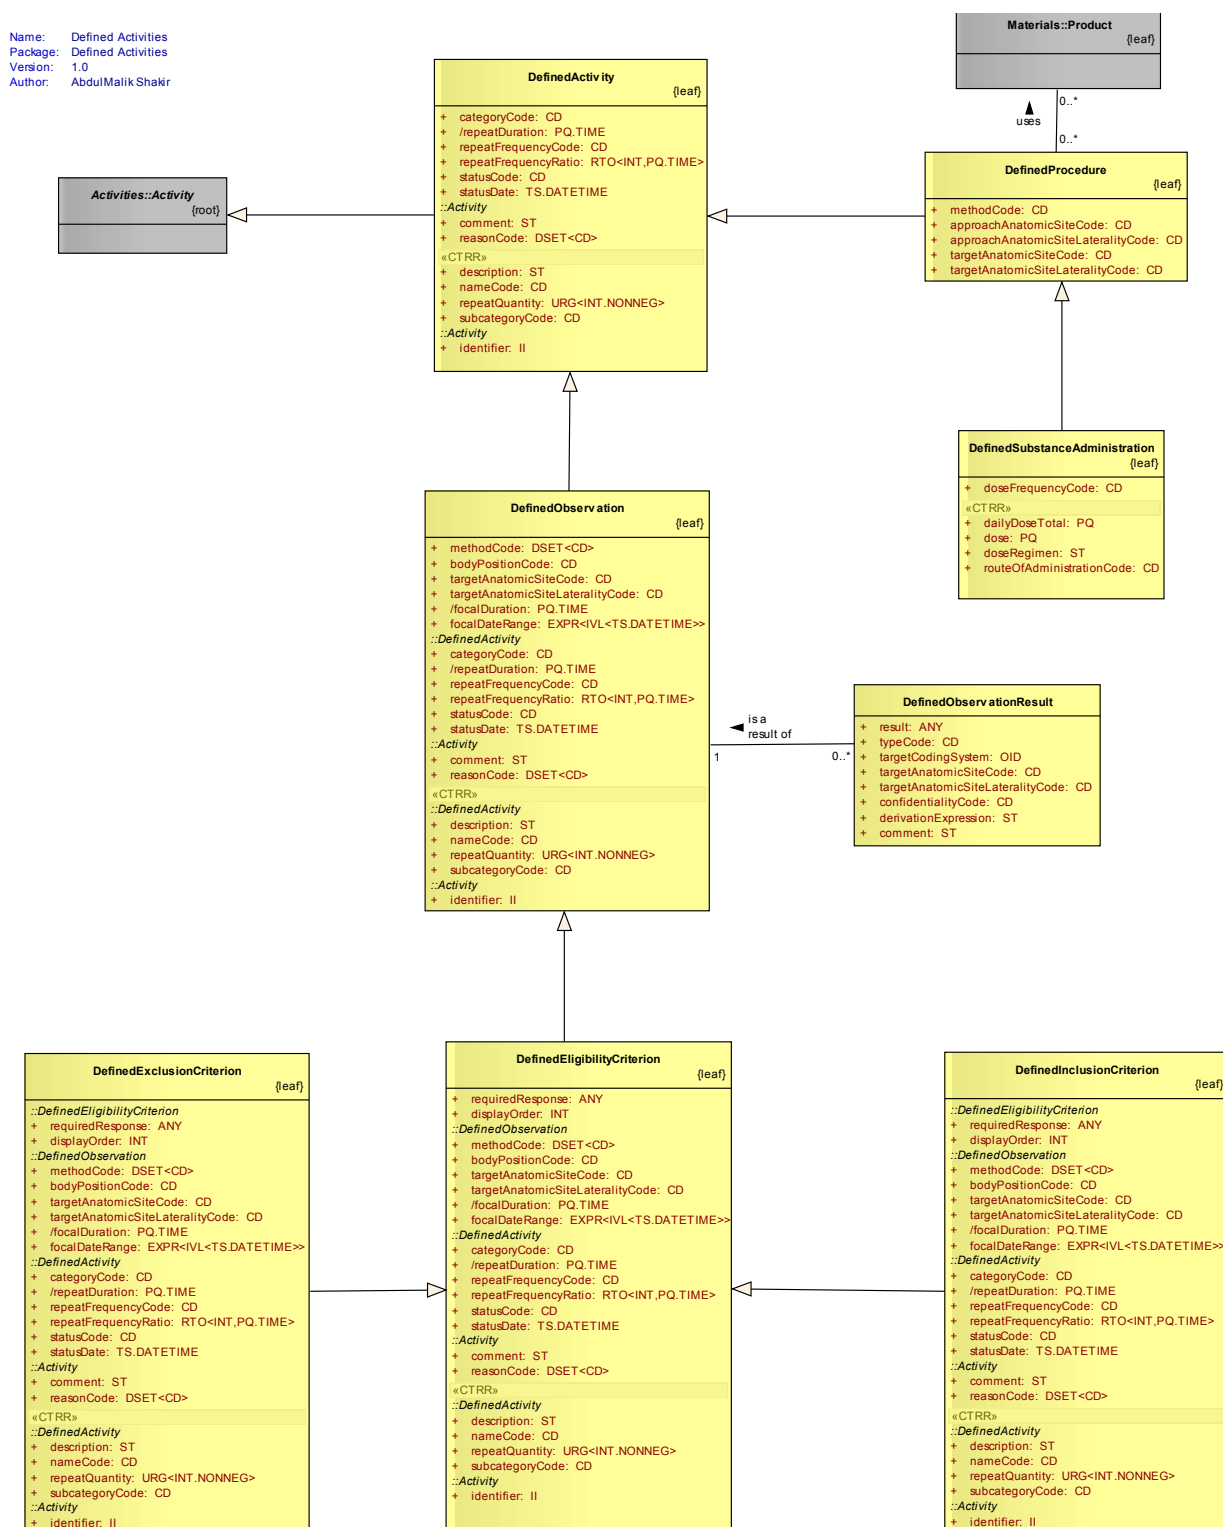 Name: Defined Activities
Package: Defined Activities
Version: 1.0
Author: AbdulMalik Shakir
Materials::Product
{leaf}
0..*
uses
0..*
DefinedActivity
{leaf}
+ categoryCode: CD
+ /repeatDuration: PQ.TIME
+ repeatFrequencyCode: CD
+ repeatFrequencyRatio: RTO<INT,PQ.TIME>
+ statusCode: CD
+ statusDate: TS.DATETIME
::Activity
+ comment: ST
+ reasonCode: DSET<CD>
«CTRR»
+ description: ST
+ nameCode: CD
+ repeatQuantity: URG<INT.NONNEG>
+ subcategoryCode: CD
::Activity
+ identifier: II
Activities::Activity
{root}
DefinedProcedure
{leaf}
+ methodCode: CD
+ approachAnatomicSiteCode: CD
+ approachAnatomicSiteLateralityCode: CD
+ targetAnatomicSiteCode: CD
+ targetAnatomicSiteLateralityCode: CD
DefinedSubstanceAdministration
{leaf}
+ doseFrequencyCode: CD
«CTRR»
+ dailyDoseTotal: PQ
+ dose: PQ
+ doseRegimen: ST
+ routeOfAdministrationCode: CD
DefinedObservation
{leaf}
+ methodCode: DSET<CD>
+ bodyPositionCode: CD
+ targetAnatomicSiteCode: CD
+ targetAnatomicSiteLateralityCode: CD
+ /focalDuration: PQ.TIME
+ focalDateRange: EXPR<IVL<TS.DATETIME>>
::DefinedActivity
+ categoryCode: CD
+ /repeatDuration: PQ.TIME
+ repeatFrequencyCode: CD
+ repeatFrequencyRatio: RTO<INT,PQ.TIME>
+ statusCode: CD
+ statusDate: TS.DATETIME
::Activity
+ comment: ST
+ reasonCode: DSET<CD>
«CTRR»
::DefinedActivity
+ description: ST
+ nameCode: CD
+ repeatQuantity: URG<INT.NONNEG>
+ subcategoryCode: CD
::Activity
+ identifier: II
is a
result of
1
0..*
DefinedObservationResult
+ result: ANY
+ typeCode: CD
+ targetCodingSystem: OID
+ targetAnatomicSiteCode: CD
+ targetAnatomicSiteLateralityCode: CD
+ confidentialityCode: CD
+ derivationExpression: ST
+ comment: ST
DefinedExclusionCriterion
{leaf}
::DefinedEligibilityCriterion
+ requiredResponse: ANY
+ displayOrder: INT
::DefinedObservation
+ methodCode: DSET<CD>
+ bodyPositionCode: CD
+ targetAnatomicSiteCode: CD
+ targetAnatomicSiteLateralityCode: CD
+ /focalDuration: PQ.TIME
+ focalDateRange: EXPR<IVL<TS.DATETIME>>
::DefinedActivity
+ categoryCode: CD
+ /repeatDuration: PQ.TIME
+ repeatFrequencyCode: CD
+ repeatFrequencyRatio: RTO<INT,PQ.TIME>
+ statusCode: CD
+ statusDate: TS.DATETIME
::Activity
+ comment: ST
+ reasonCode: DSET<CD>
«CTRR»
::DefinedActivity
+ description: ST
+ nameCode: CD
+ repeatQuantity: URG<INT.NONNEG>
+ subcategoryCode: CD
::Activity
+ identifier: II
DefinedEligibilityCriterion
{leaf}
+ requiredResponse: ANY
+ displayOrder: INT
::DefinedObservation
+ methodCode: DSET<CD>
+ bodyPositionCode: CD
+ targetAnatomicSiteCode: CD
+ targetAnatomicSiteLateralityCode: CD
+ /focalDuration: PQ.TIME
+ focalDateRange: EXPR<IVL<TS.DATETIME>>
::DefinedActivity
+ categoryCode: CD
+ /repeatDuration: PQ.TIME
+ repeatFrequencyCode: CD
+ repeatFrequencyRatio: RTO<INT,PQ.TIME>
+ statusCode: CD
+ statusDate: TS.DATETIME
::Activity
+ comment: ST
+ reasonCode: DSET<CD>
«CTRR»
::DefinedActivity
+ description: ST
+ nameCode: CD
+ repeatQuantity: URG<INT.NONNEG>
+ subcategoryCode: CD
::Activity
+ identifier: II
DefinedInclusionCriterion
{leaf}
::DefinedEligibilityCriterion
+ requiredResponse: ANY
+ displayOrder: INT
::DefinedObservation
+ methodCode: DSET<CD>
+ bodyPositionCode: CD
+ targetAnatomicSiteCode: CD
+ targetAnatomicSiteLateralityCode: CD
+ /focalDuration: PQ.TIME
+ focalDateRange: EXPR<IVL<TS.DATETIME>>
::DefinedActivity
+ categoryCode: CD
+ /repeatDuration: PQ.TIME
+ repeatFrequencyCode: CD
+ repeatFrequencyRatio: RTO<INT,PQ.TIME>
+ statusCode: CD
+ statusDate: TS.DATETIME
::Activity
+ comment: ST
+ reasonCode: DSET<CD>
«CTRR»
::DefinedActivity
+ description: ST
+ nameCode: CD
+ repeatQuantity: URG<INT.NONNEG>
+ subcategoryCode: CD
::Activity
+ identifier: II